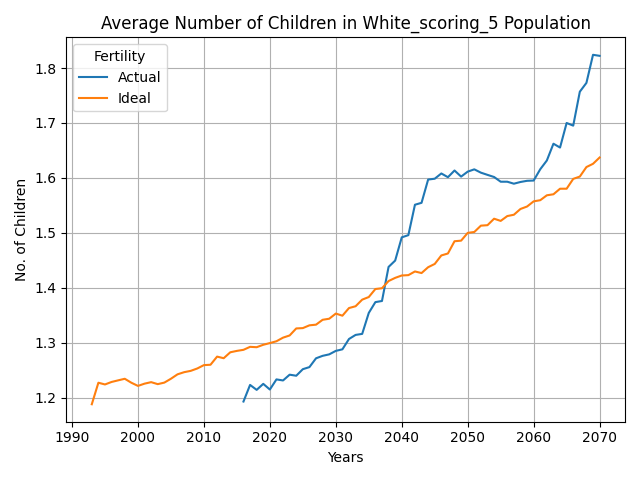 Average Number of Children in White_scoring_5 Population
Fertility
Actual
Ideal
No. of Children
1.8
1.7
1.6
1.5
1.4
1.3
1.2
1990 2000 2010 2020 2030 2040 2050 2060 2070
Years